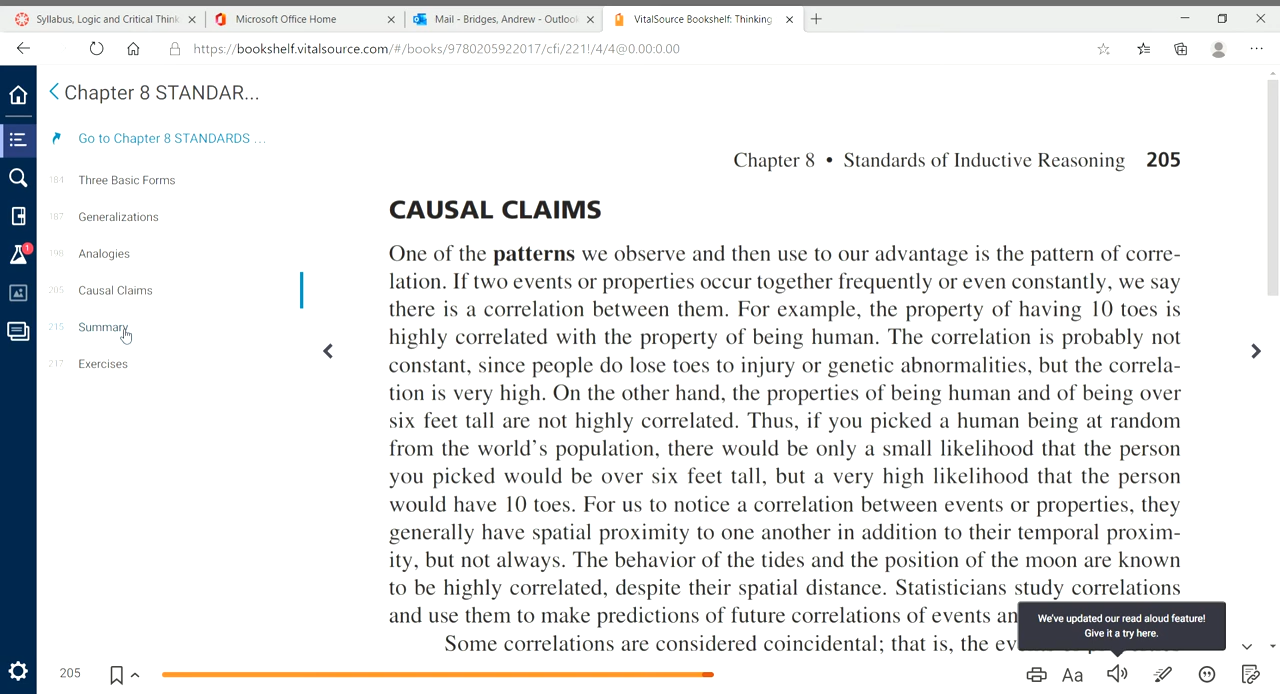 Syllabus, Logic and Critical Think
Microsoft Office Home
Mail - Bridges, Andrew - Outloo
VitalSource Bookshelf: Thinking
https://bookshelf.vitalsource.com/#/books/9780205922017/cfi/221!/4/4@0.00:0.00
Chapter 8 STANDAR...
Go to Chapter 8 STANDARDS ...
184 Three Basic Forms
187 Generalizations
198 Analogies
205 Causal Claims
215 Summary
217 Exercises
1
Chapter 8 • Standards of Inductive Reasoning 205
CAUSAL CLAIMS
One of the patterns we observe and then use to our advantage is the pattern of corre-
lation. If two events or properties occur together frequently or even constantly, we say
there is a correlation between them. For example, the property of having 10 toes is
highly correlated with the property of being human. The correlation is probably not
constant, since people do lose toes to injury or genetic abnormalities, but the correla-
tion is very high. On the other hand, the properties of being human and of being over
six feet tall are not highly correlated. Thus, if you picked a human being at random
from the world's population, there would be only a small likelihood that the person
you picked would be over six feet tall, but a very high likelihood that the person
would have 10 toes. For us to notice a correlation between events or properties, they
generally have spatial proximity to one another in addition to their temporal proxim-
ity, but not always. The behavior of the tides and the position of the moon are known
to be highly correlated, despite their spatial distance. Statisticians study correlations
and use them to make predictions of future correlations of events
Some correlations are considered coincidental; that is, the
We've updated our read aloud feature!
Give it a try here.
205
Aa